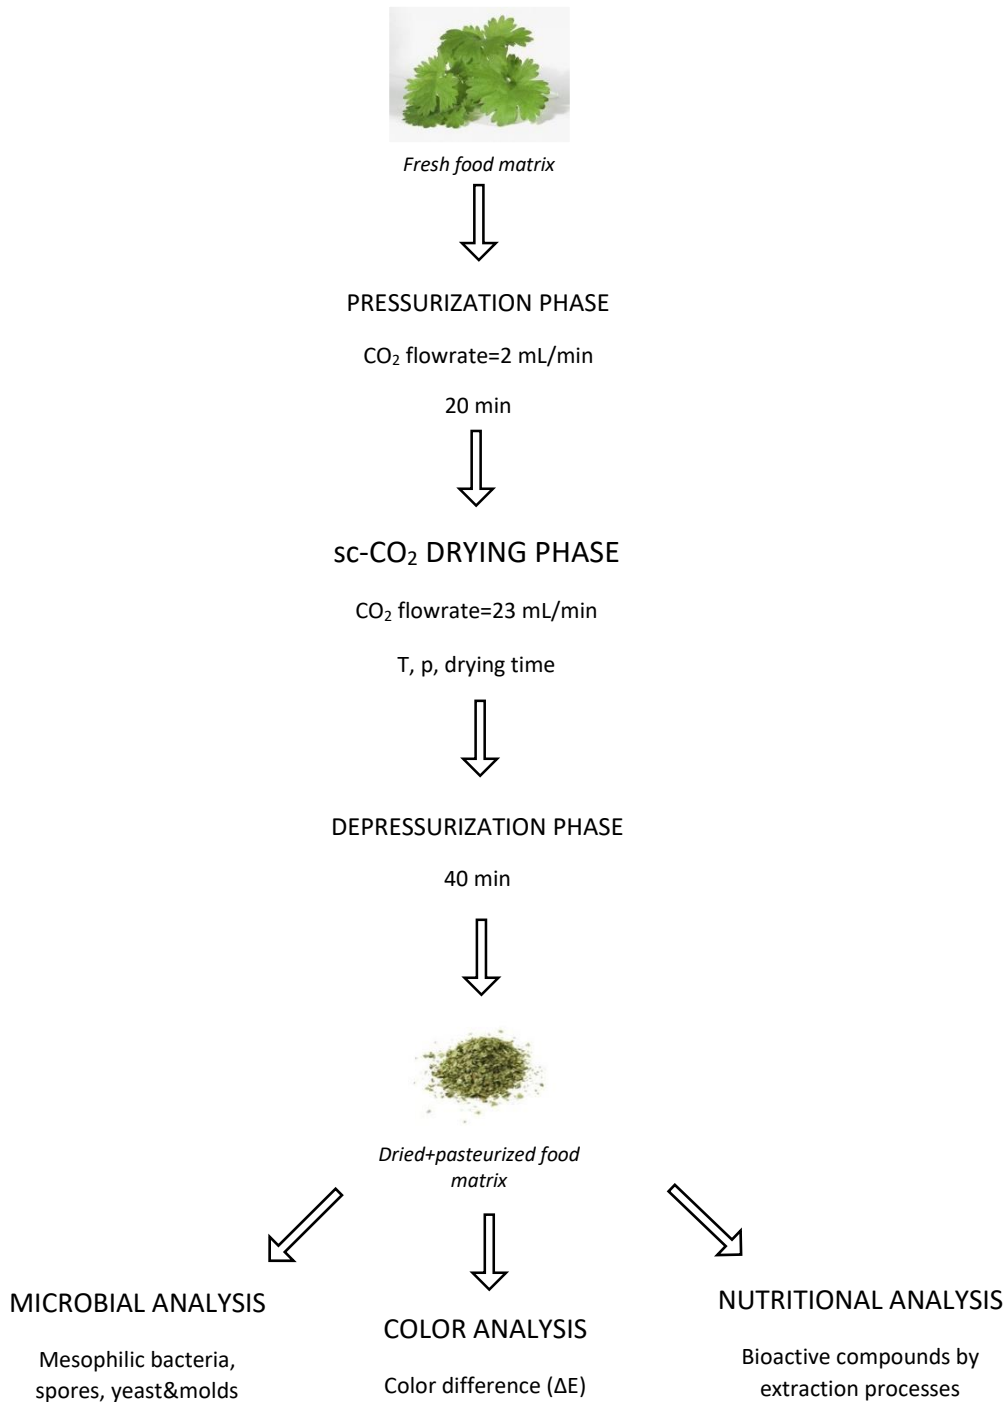 Fresh food matrix
PRESSURIZATION PHASE
CO₂ flowrate=2 mL/min
20 min
sc-CO₂ DRYING PHASE
CO₂ flowrate=23 mL/min
T, p, drying time
DEPRESSURIZATION PHASE
40 min
Dried+pasteurized food
matrix
MICROBIAL ANALYSIS
Mesophilic bacteria,
spores, yeast&molds
COLOR ANALYSIS
Color difference (ΔE)
NUTRITIONAL ANALYSIS
Bioactive compounds by
extraction processes